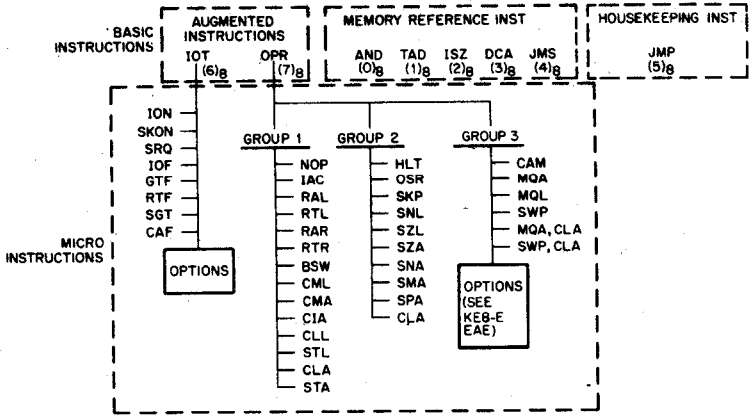 BASIC
INSTRUCTIONS
AUGMENTED
INSTRUCTIONS
IOT
(6)8
OPR
(7)8
MEMORY REFERENCE INST
AND
(0)8
TAD
(1)8
ISZ
(2)8
DCA
(3)8
JMS
(4)8
HOUSEKEEPING INST
JMP
(5)8
MICRO
INSTRUCTIONS
ION
SKON
SRQ
IOF
GTF
RTF
SGT
CAF
OPTIONS
GROUP 1
NOP
IAC
RAL
RTL
RAR
RTR
BSW
CML
CMA
CIA
CLL
STL
CLA
STA
GROUP 2
HLT
OSR
SKP
SNL
SZL
SZA
SNA
SMA
SPA
CLA
GROUP 3
CAM
MQA
MQL
SWP
MQA, CLA
SWP, CLA
OPTIONS
(SEE
KE8-E
EAE)